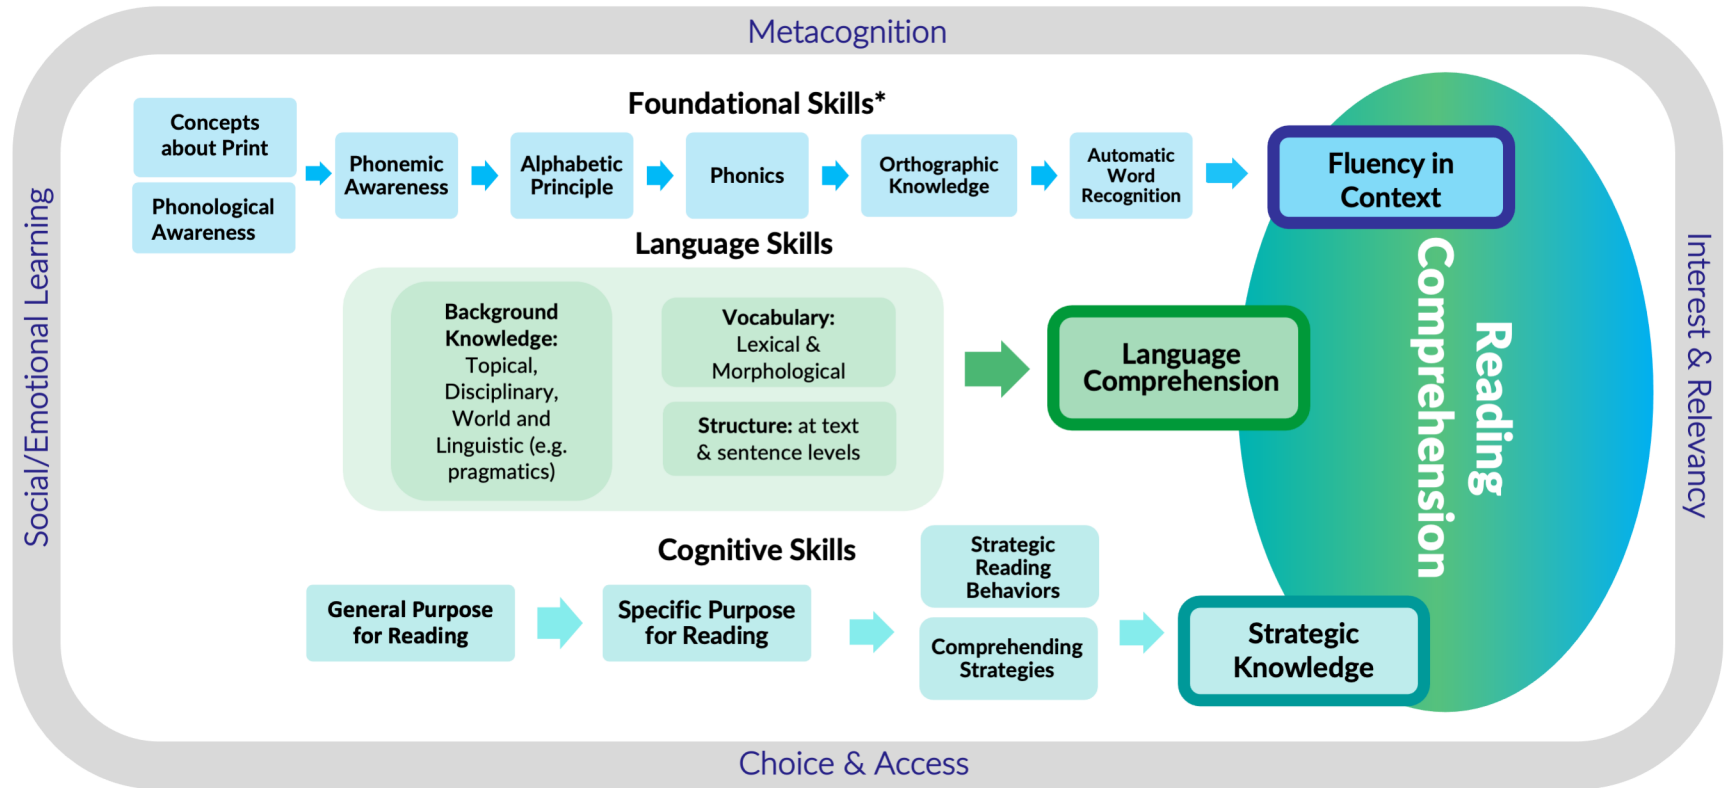 Metacognition
Foundational Skills*
Concepts
about Print
Phonological
Awareness
Phonemic
Awareness
Alphabetic
Principle
Phonics
Orthographic
Knowledge
Automatic
Word
Recognition
Fluency in
Context
Language Skills
Background
Knowledge:
Topical,
Disciplinary,
World and
Linguistic (e.g.
pragmatics)
Vocabulary:
Lexical &
Morphological
Structure: at text
& sentence levels
Language
Comprehension
Reading
Comprehension
Cognitive Skills
General Purpose
for Reading
Specific Purpose
for Reading
Strategic
Reading
Behaviors
Comprehending
Strategies
Strategic
Knowledge
Social/Emotional Learning
Interest & Relevancy
Choice & Access